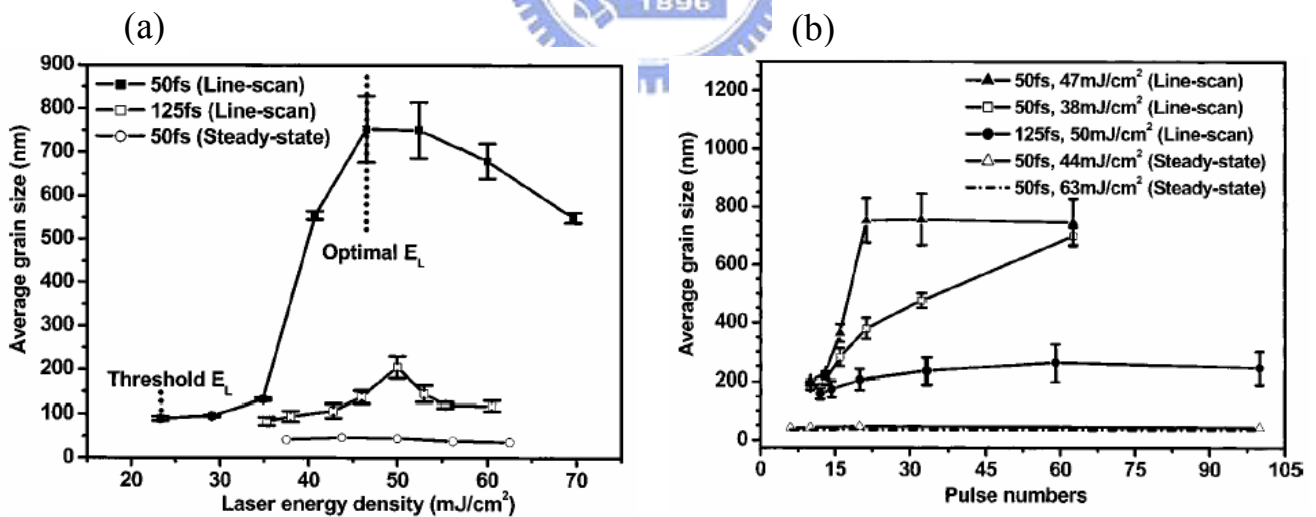 1896
(a)
(b)
900
800
700
600
500
400
300
200
100
0
Average grain size (nm)
50fs (Line-scan)
125fs (Line-scan)
50fs (Steady-state)
Optimal E_L
Threshold E_L
20 30 40 50 60 70
Laser energy density (mJ/cm²)
1200
1000
800
600
400
200
0
Average grain size (nm)
50fs, 47mJ/cm² (Line-scan)
50fs, 38mJ/cm² (Line-scan)
125fs, 50mJ/cm² (Line-scan)
50fs, 44mJ/cm² (Steady-state)
50fs, 63mJ/cm² (Steady-state)
0 15 30 45 60 75 90 105
Pulse numbers